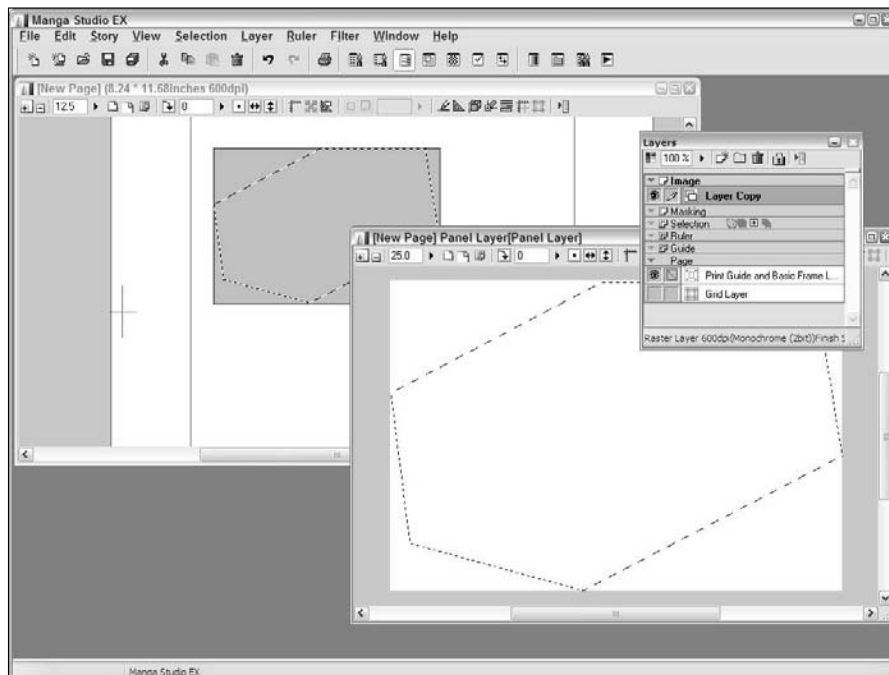 Manga Studio EX
File Edit Story View Selection Layer Ruler Filter Window Help
[New Page] (8.24 * 11.68inches 600dpi)
12.5 0
Layers
100 %
Image
Layer Copy
Masking
Selection
Ruler
Guide
Page
Print Guide and Basic Frame L...
Grid Layer
Raster Layer 600dpi(Monochrome (2bit))Finish
[New Page] Panel Layer[Panel Layer]
25.0 0
Manga Studio EX